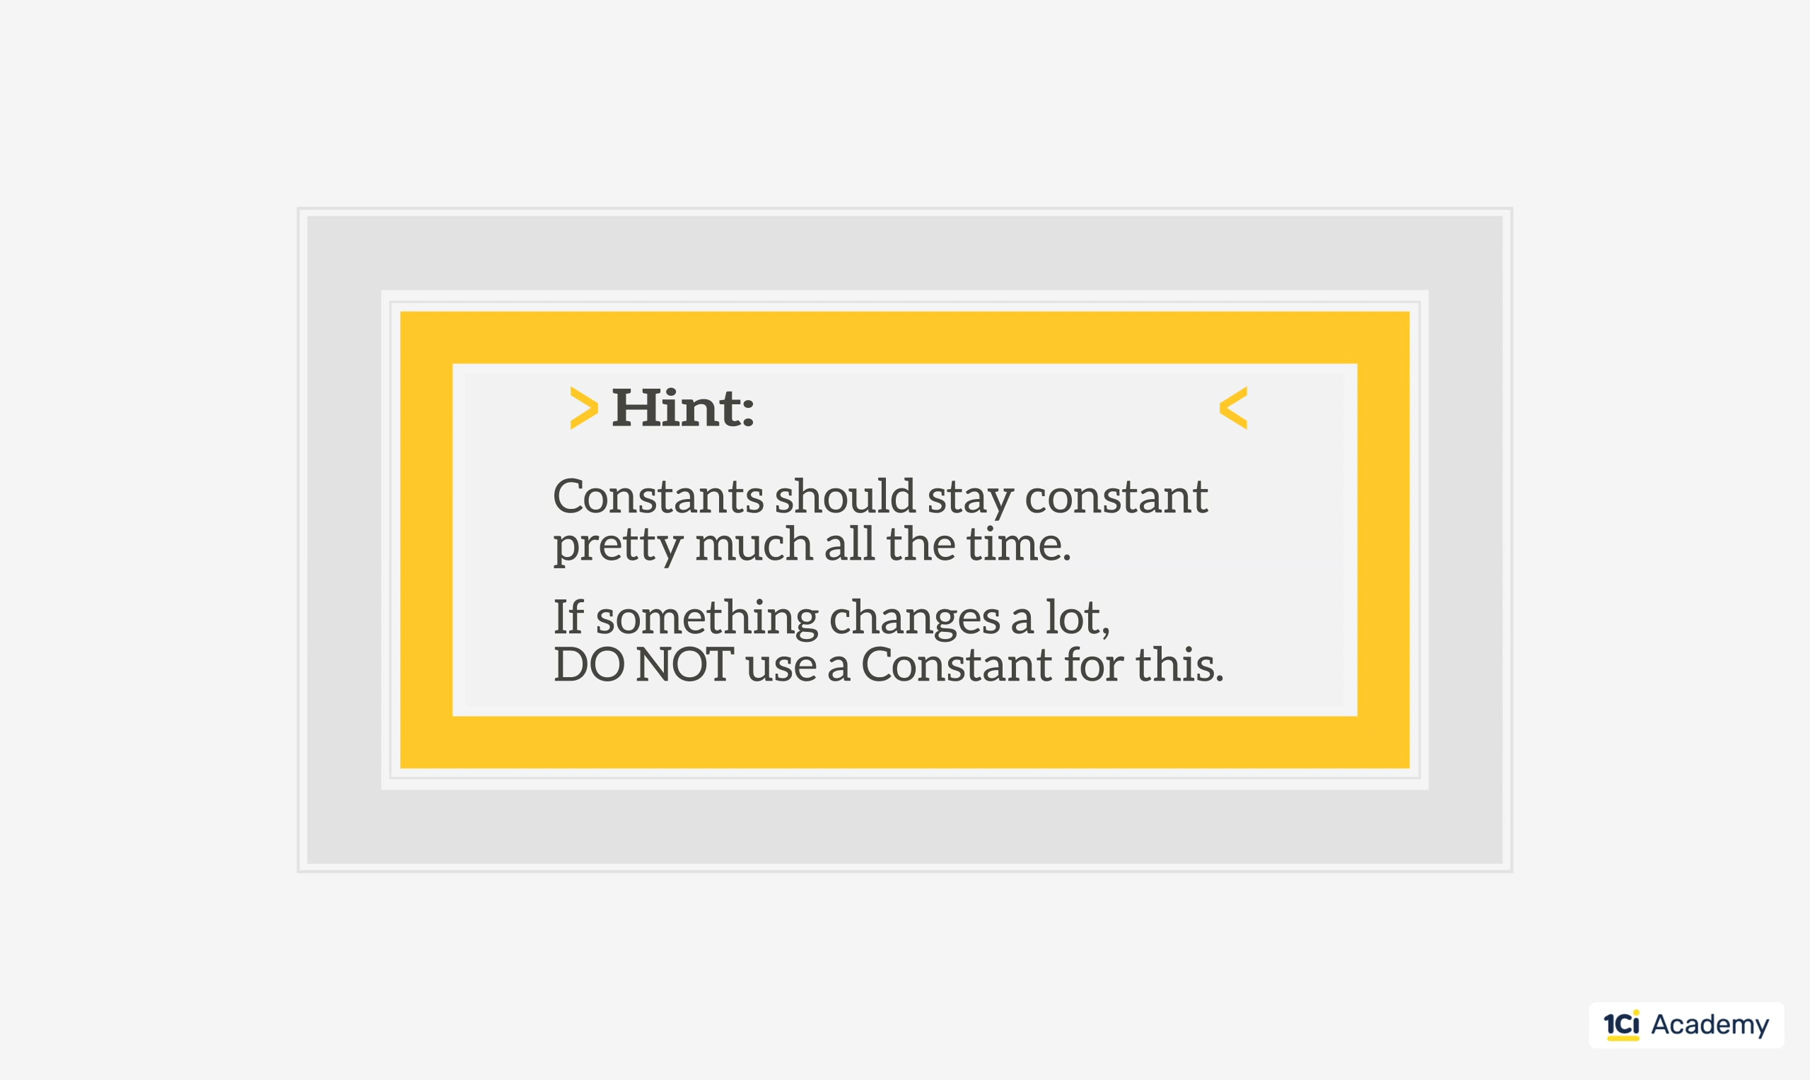 > Hint: <
Constants should stay constant
pretty much all the time.
If something changes a lot,
DO NOT use a Constant for this.
1Ci Academy